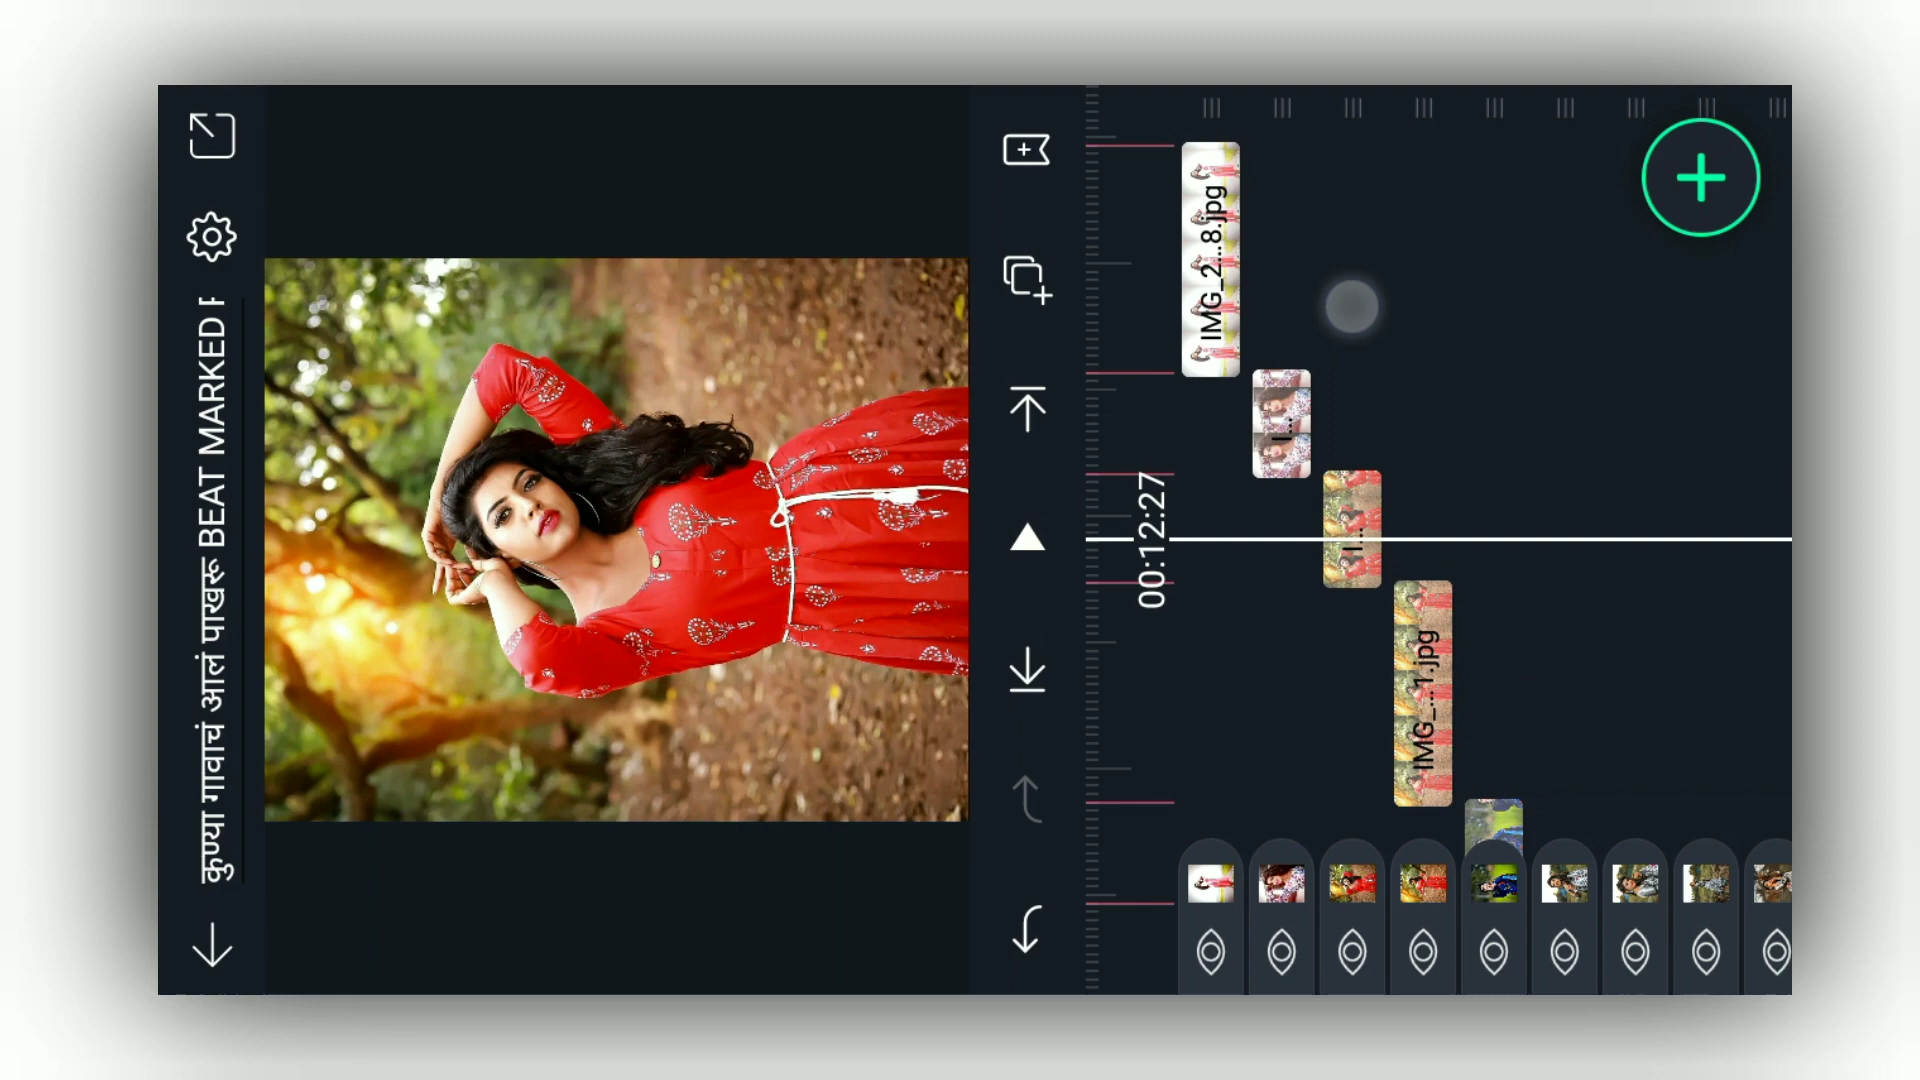 कुण्या गावाचं आलं पाखरू BEAT MARKED
00:12:27
IMG_2...8.jpg
I...
I...
IMG_...1.jpg